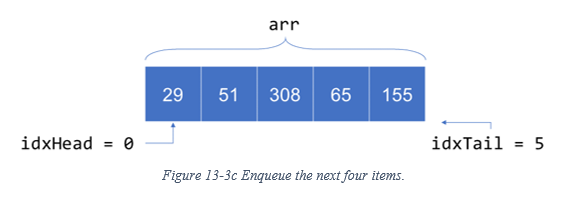 arr
29 51 308 65 155
idxHead = 0
idxTail = 5
Figure 13-3c Enqueue the next four items.